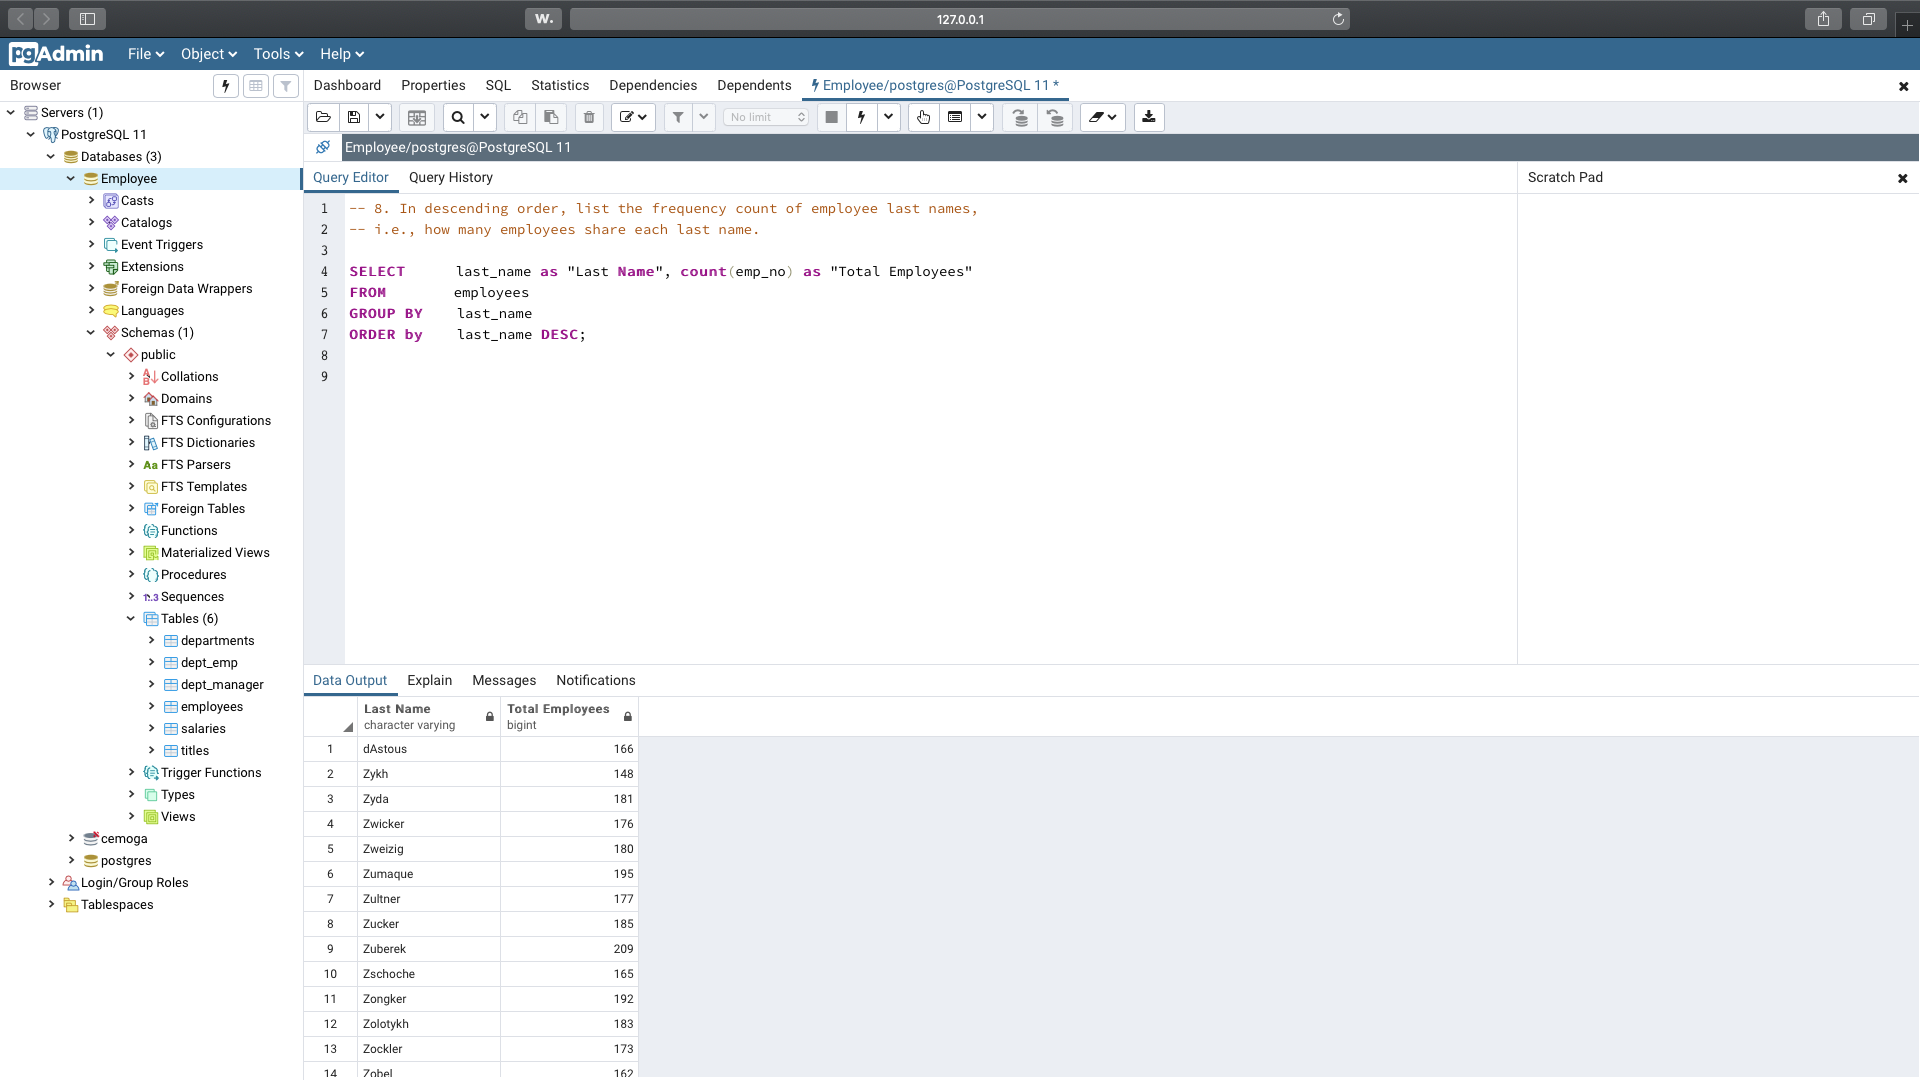 W.
127.0.0.1
pgAdmin
File
Object
Tools
Help
Browser
Dashboard
Properties
SQL
Statistics
Dependencies
Dependents
Employee/postgres@PostgreSQL 11 *
Servers (1)
PostgreSQL 11
Databases (3)
Employee
Casts
Catalogs
Event Triggers
Extensions
Foreign Data Wrappers
Languages
Schemas (1)
public
Collations
Domains
FTS Configurations
FTS Dictionaries
Aa FTS Parsers
FTS Templates
Foreign Tables
Functions
Materialized Views
Procedures
1..3 Sequences
Tables (6)
departments
dept_emp
dept_manager
employees
salaries
titles
Trigger Functions
Types
Views
cemoga
postgres
Login/Group Roles
Tablespaces
No limit
Employee/postgres@PostgreSQL 11
Query Editor
Query History
Scratch Pad
1 -- 8. In descending order, list the frequency count of employee last names,
2 -- i.e., how many employees share each last name.
3
4 SELECT last_name as "Last Name", count(emp_no) as "Total Employees"
5 FROM employees
6 GROUP BY last_name
7 ORDER by last_name DESC;
8
9
Data Output
Explain
Messages
Notifications
Last Name Total Employees
character varying bigint
1 dAstous 166
2 Zykh 148
3 Zyda 181
4 Zwicker 176
5 Zweizig 180
6 Zumaque 195
7 Zultner 177
8 Zucker 185
9 Zuberek 209
10 Zschoche 165
11 Zongker 192
12 Zolotykh 183
13 Zockler 173
14 Zobel 162